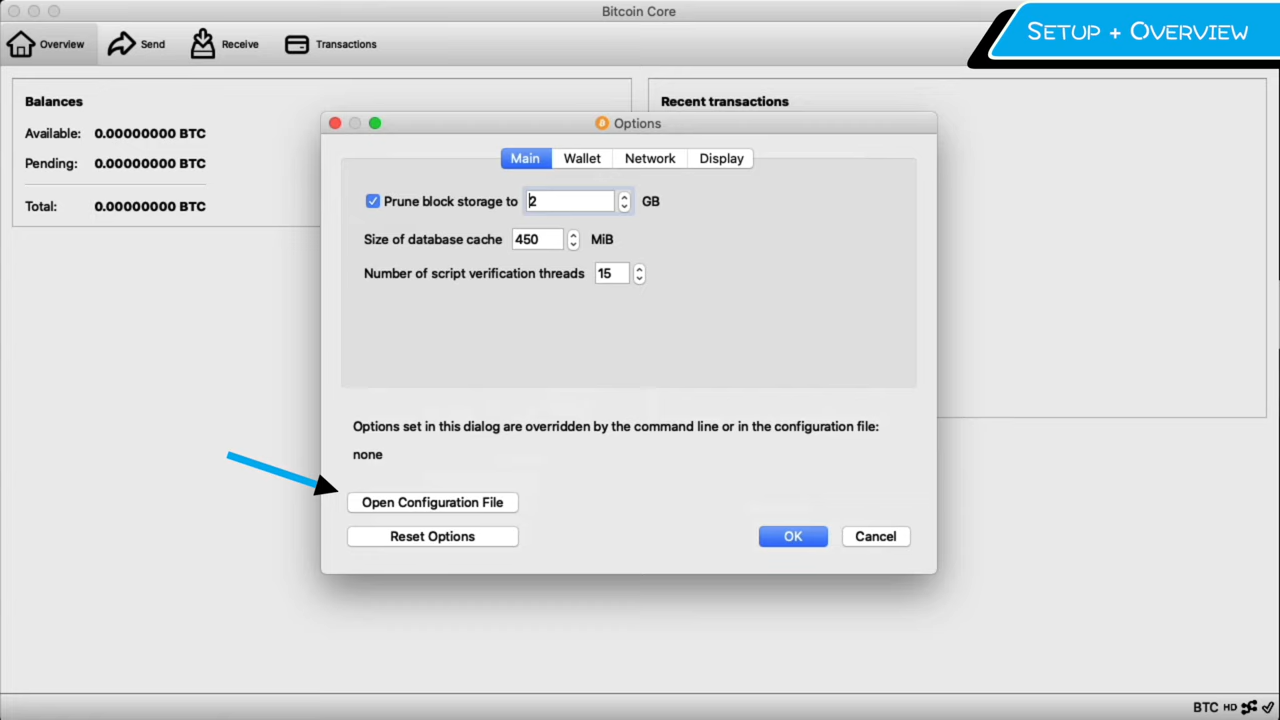 Bitcoin Core
Setup + Overview
Overview Send Receive Transactions
Balances
Available: 0.00000000 BTC
Pending: 0.00000000 BTC
Total: 0.00000000 BTC
Recent transactions
Options
Main Wallet Network Display
Prune block storage to 2 GB
Size of database cache 450 MiB
Number of script verification threads 15
Options set in this dialog are overridden by the command line or in the configuration file:
none
Open Configuration File
Reset Options OK Cancel
BTC HD